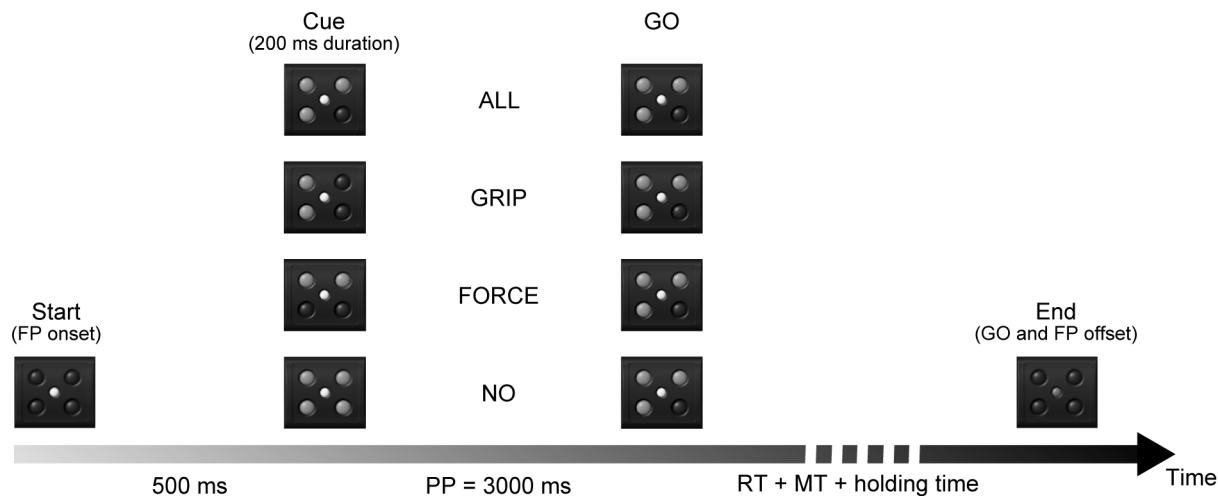 Cue
(200 ms duration)
GO
ALL
GRIP
FORCE
Start
(FP onset)
End
(GO and FP offset)
NO
500 ms
PP = 3000 ms
RT + MT + holding time
Time